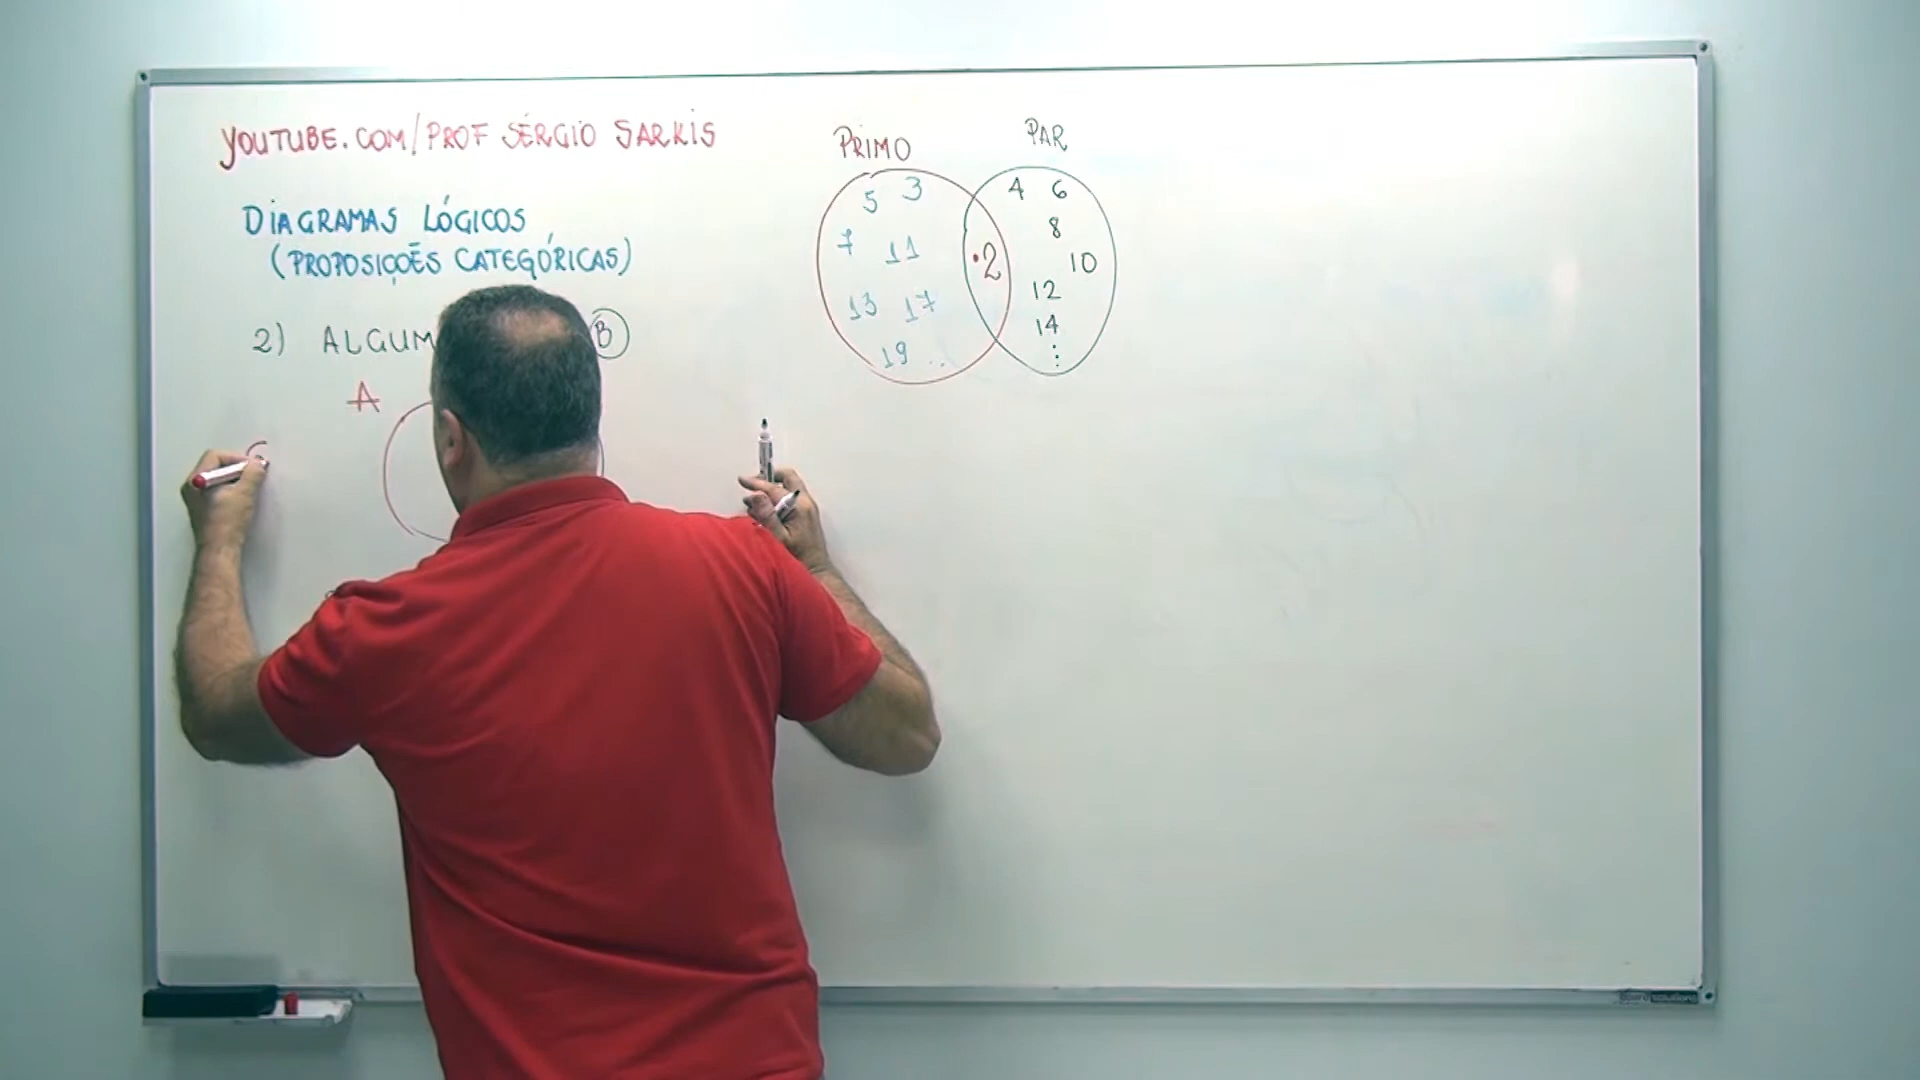 YOUTUBE.COM/PROF SÉRGIO SARKIS
DIAGRAMAS LÓGICOS
(PROPOSIÇÕES CATEGÓRICAS)
2) ALGUM B
A
PRIMO PAR
5 3
7 11
13 17
19 ..
.2
4 6
8
10
12
14
⋮